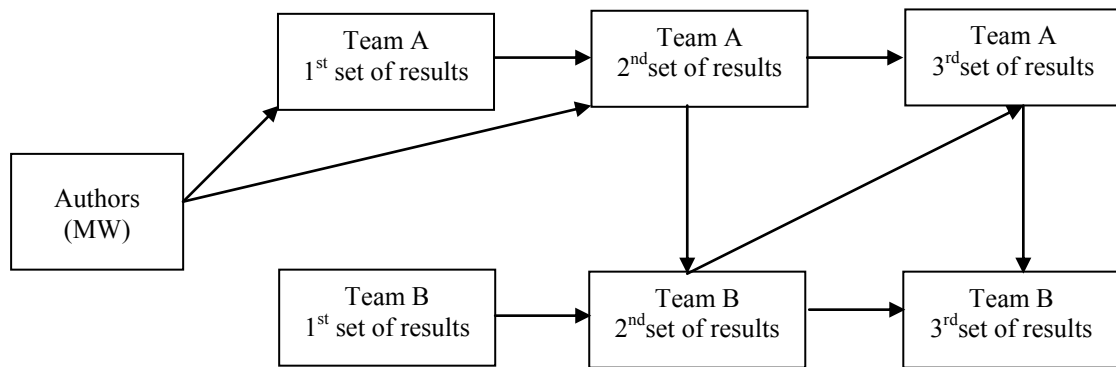 Team A
1st set of results
Team A
2nd set of results
Team A
3rd set of results
Authors
(MW)
Team B
1st set of results
Team B
2nd set of results
Team B
3rd set of results